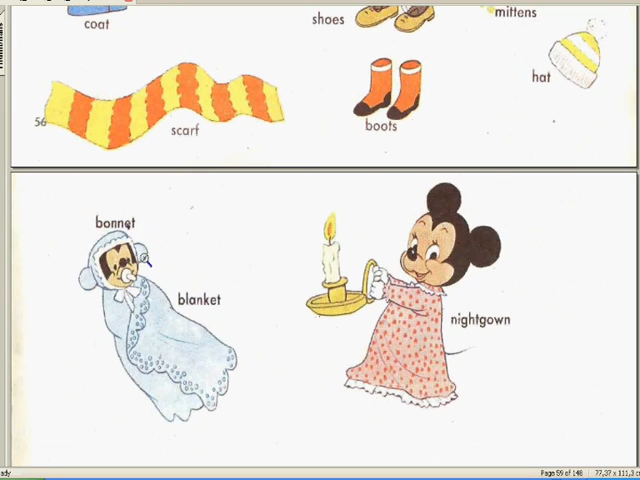 coat
shoes
mittens
hat
56
scarf
boots
bonnet
blanket
nightgown
Page 59 of 148